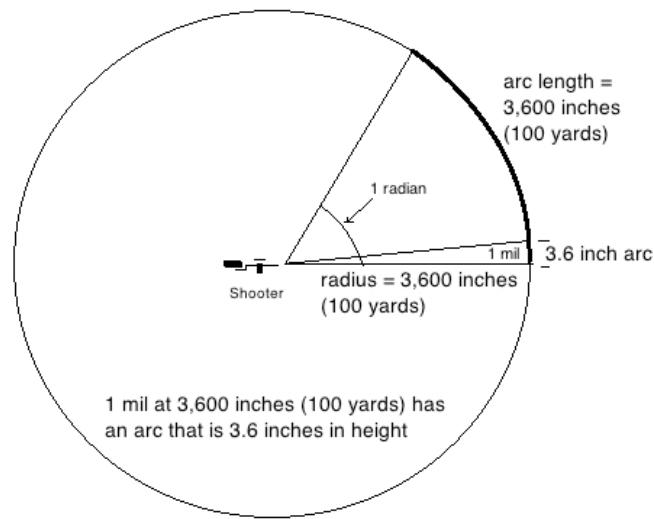 arc length =
3,600 inches
(100 yards)
1 radian
1 mil
3.6 inch arc
radius = 3,600 inches
(100 yards)
Shooter
1 mil at 3,600 inches (100 yards) has
an arc that is 3.6 inches in height